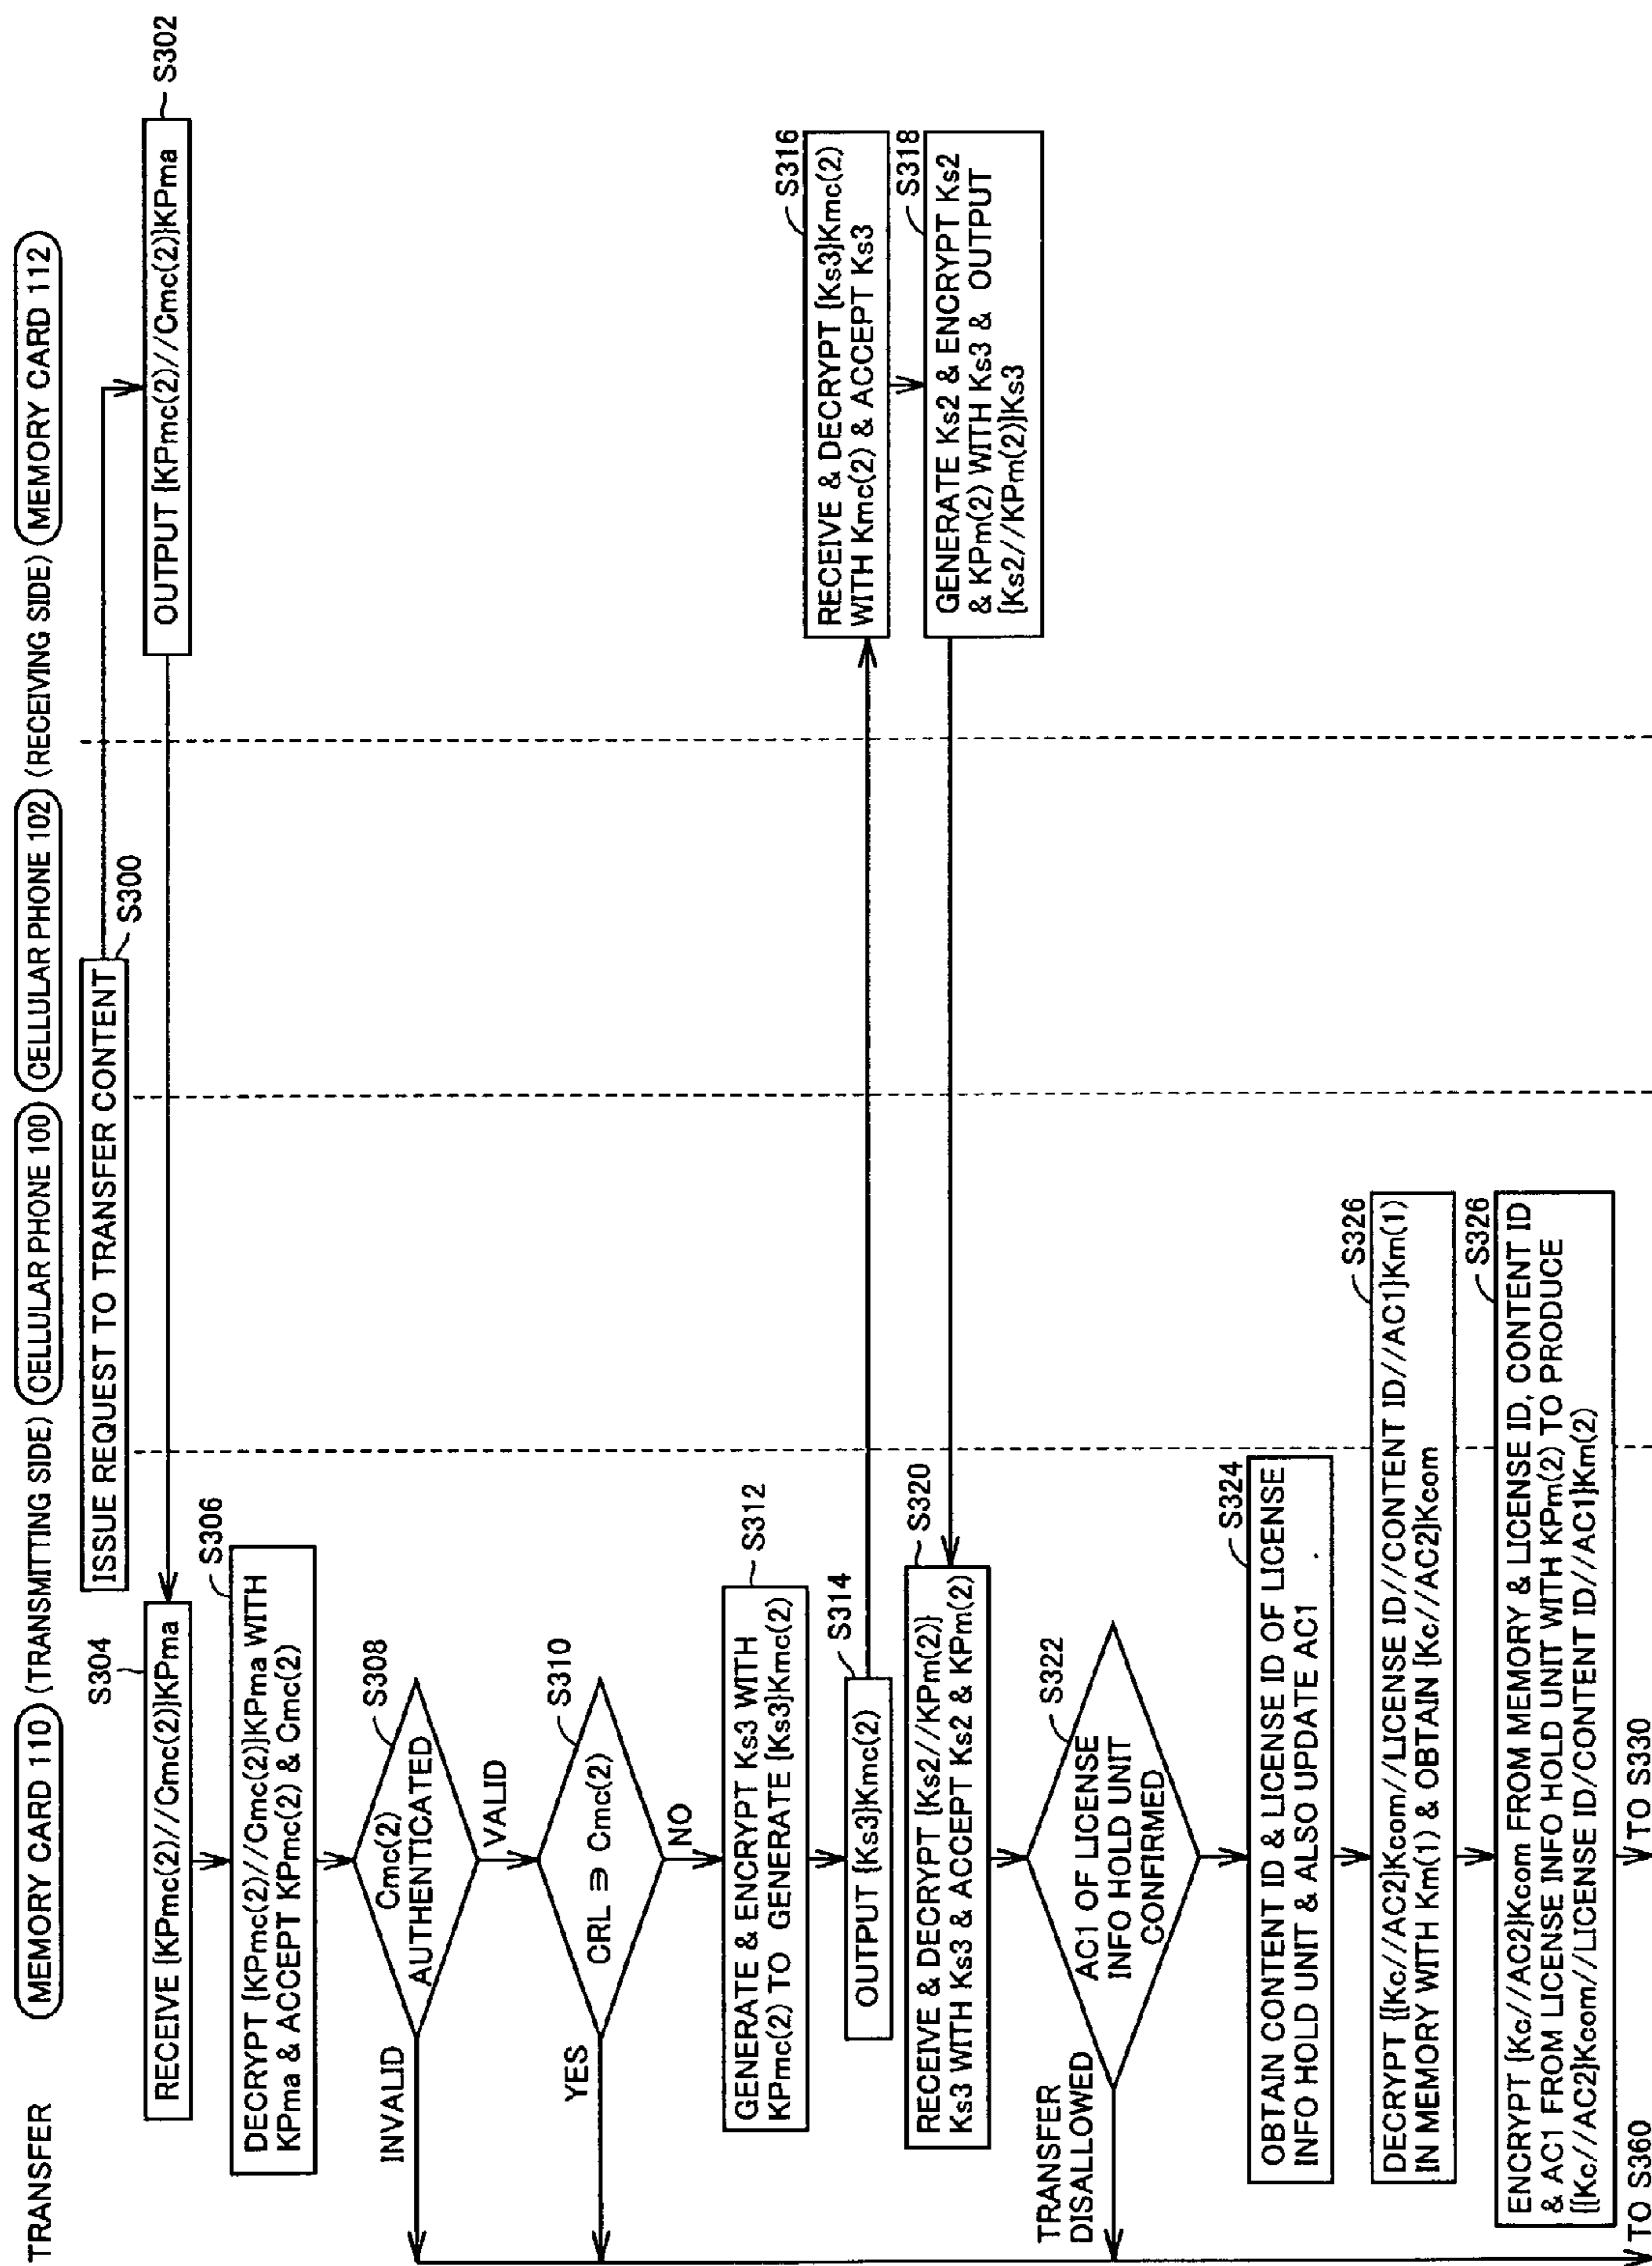 TRANSFER
MEMORY CARD 110 (TRANSMITTING SIDE) CELLULAR PHONE 100 CELLULAR PHONE 102 (RECEIVING SIDE) MEMORY CARD 112
ISSUE REQUEST TO TRANSFER CONTENT
S300
OUTPUT {KPmc(2)//Cmc(2)}KPma
S302
S304
RECEIVE {KPmc(2)//Cmc(2)}KPma
S306
DECRYPT {KPmc(2)//Cmc(2)}KPma WITH
KPma & ACCEPT KPmc(2) & Cmc(2)
S308
Cmc(2)
AUTHENTICATED
INVALID
VALID
S310
CRL ∋ Cmc(2)
YES
NO
S312
GENERATE & ENCRYPT Ks3 WITH
KPmc(2) TO GENERATE {Ks3}Kmc(2)
S314
OUTPUT {Ks3}Kmc(2)
S316
RECEIVE & DECRYPT {Ks3}Kmc(2)
WITH Kmc(2) & ACCEPT Ks3
S318
GENERATE Ks2 & ENCRYPT Ks2
& KPm(2) WITH Ks3 & OUTPUT
{Ks2//KPm(2)}Ks3
S320
RECEIVE & DECRYPT {Ks2//KPm(2)}
Ks3 WITH Ks3 & ACCEPT Ks2 & KPm(2)
S322
AC1 OF LICENSE
INFO HOLD UNIT
CONFIRMED
TRANSFER
DISALLOWED
S324
OBTAIN CONTENT ID & LICENSE ID OF LICENSE
INFO HOLD UNIT & ALSO UPDATE AC1
S326
DECRYPT {{Kc//AC2}Kcom//LICENSE ID//CONTENT ID//AC1}Km(1)
IN MEMORY WITH Km(1) & OBTAIN {Kc//AC2}Kcom
S326
ENCRYPT {Kc//AC2}Kcom FROM MEMORY & LICENSE ID, CONTENT ID
& AC1 FROM LICENSE INFO HOLD UNIT WITH KPm(2) TO PRODUCE
{{Kc//AC2}Kcom//LICENSE ID/CONTENT ID//AC1}Km(2)
TO S360
TO S330